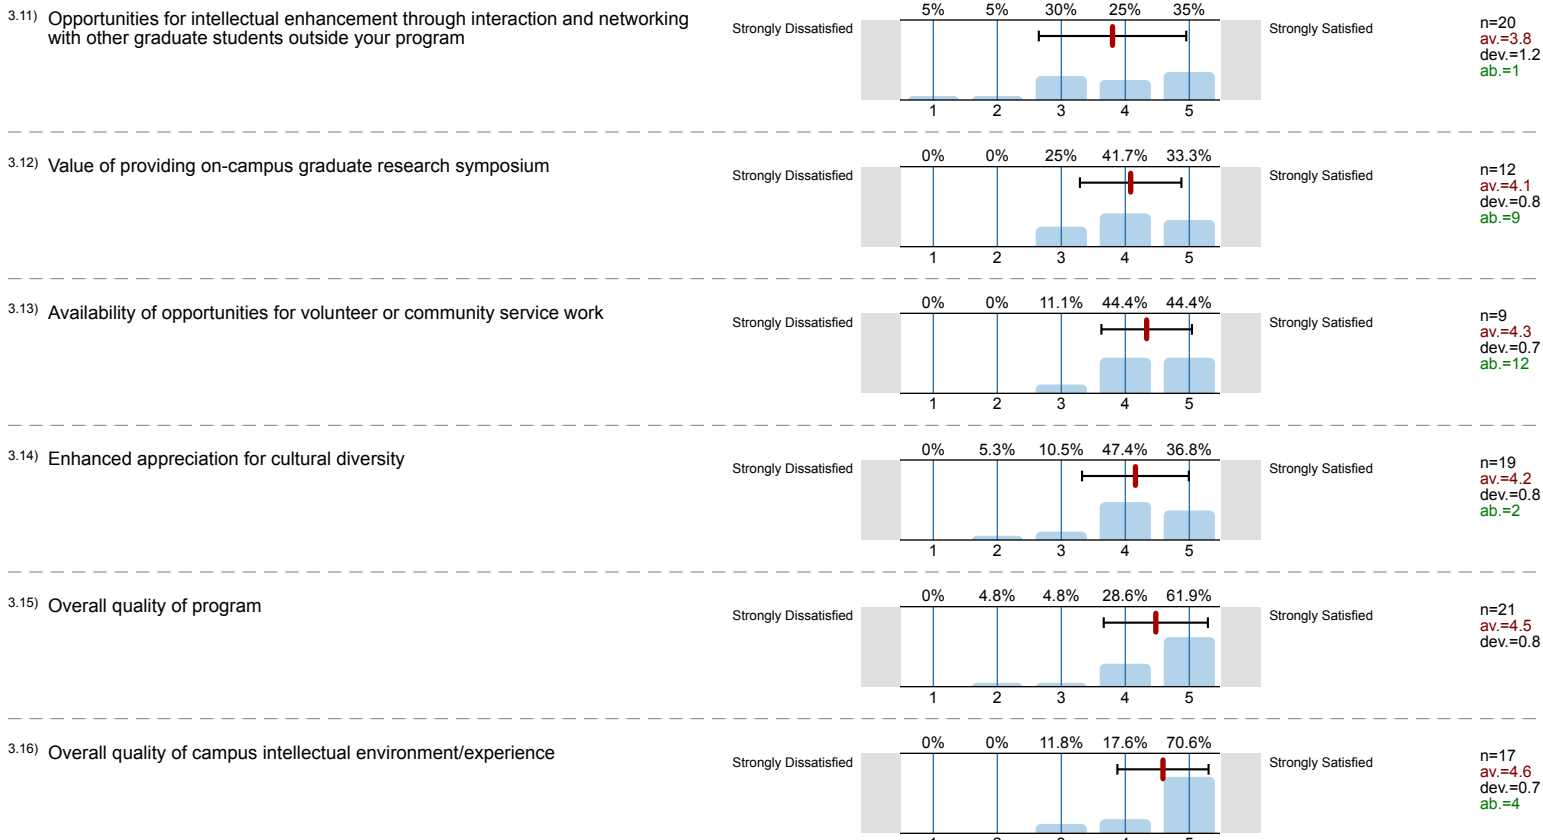 3.11) Opportunities for intellectual enhancement through interaction and networking
with other graduate students outside your program
Strongly Dissatisfied
5% 5% 30% 25% 35%
1 2 3 4 5
Strongly Satisfied
n=20
av.=3.8
dev.=1.2
ab.=1
3.12) Value of providing on-campus graduate research symposium
Strongly Dissatisfied
0% 0% 25% 41.7% 33.3%
1 2 3 4 5
Strongly Satisfied
n=12
av.=4.1
dev.=0.8
ab.=9
3.13) Availability of opportunities for volunteer or community service work
Strongly Dissatisfied
0% 0% 11.1% 44.4% 44.4%
1 2 3 4 5
Strongly Satisfied
n=9
av.=4.3
dev.=0.7
ab.=12
3.14) Enhanced appreciation for cultural diversity
Strongly Dissatisfied
0% 5.3% 10.5% 47.4% 36.8%
1 2 3 4 5
Strongly Satisfied
n=19
av.=4.2
dev.=0.8
ab.=2
3.15) Overall quality of program
Strongly Dissatisfied
0% 4.8% 4.8% 28.6% 61.9%
1 2 3 4 5
Strongly Satisfied
n=21
av.=4.5
dev.=0.8
3.16) Overall quality of campus intellectual environment/experience
Strongly Dissatisfied
0% 0% 11.8% 17.6% 70.6%
Strongly Satisfied
n=17
av.=4.6
dev.=0.7
ab.=4